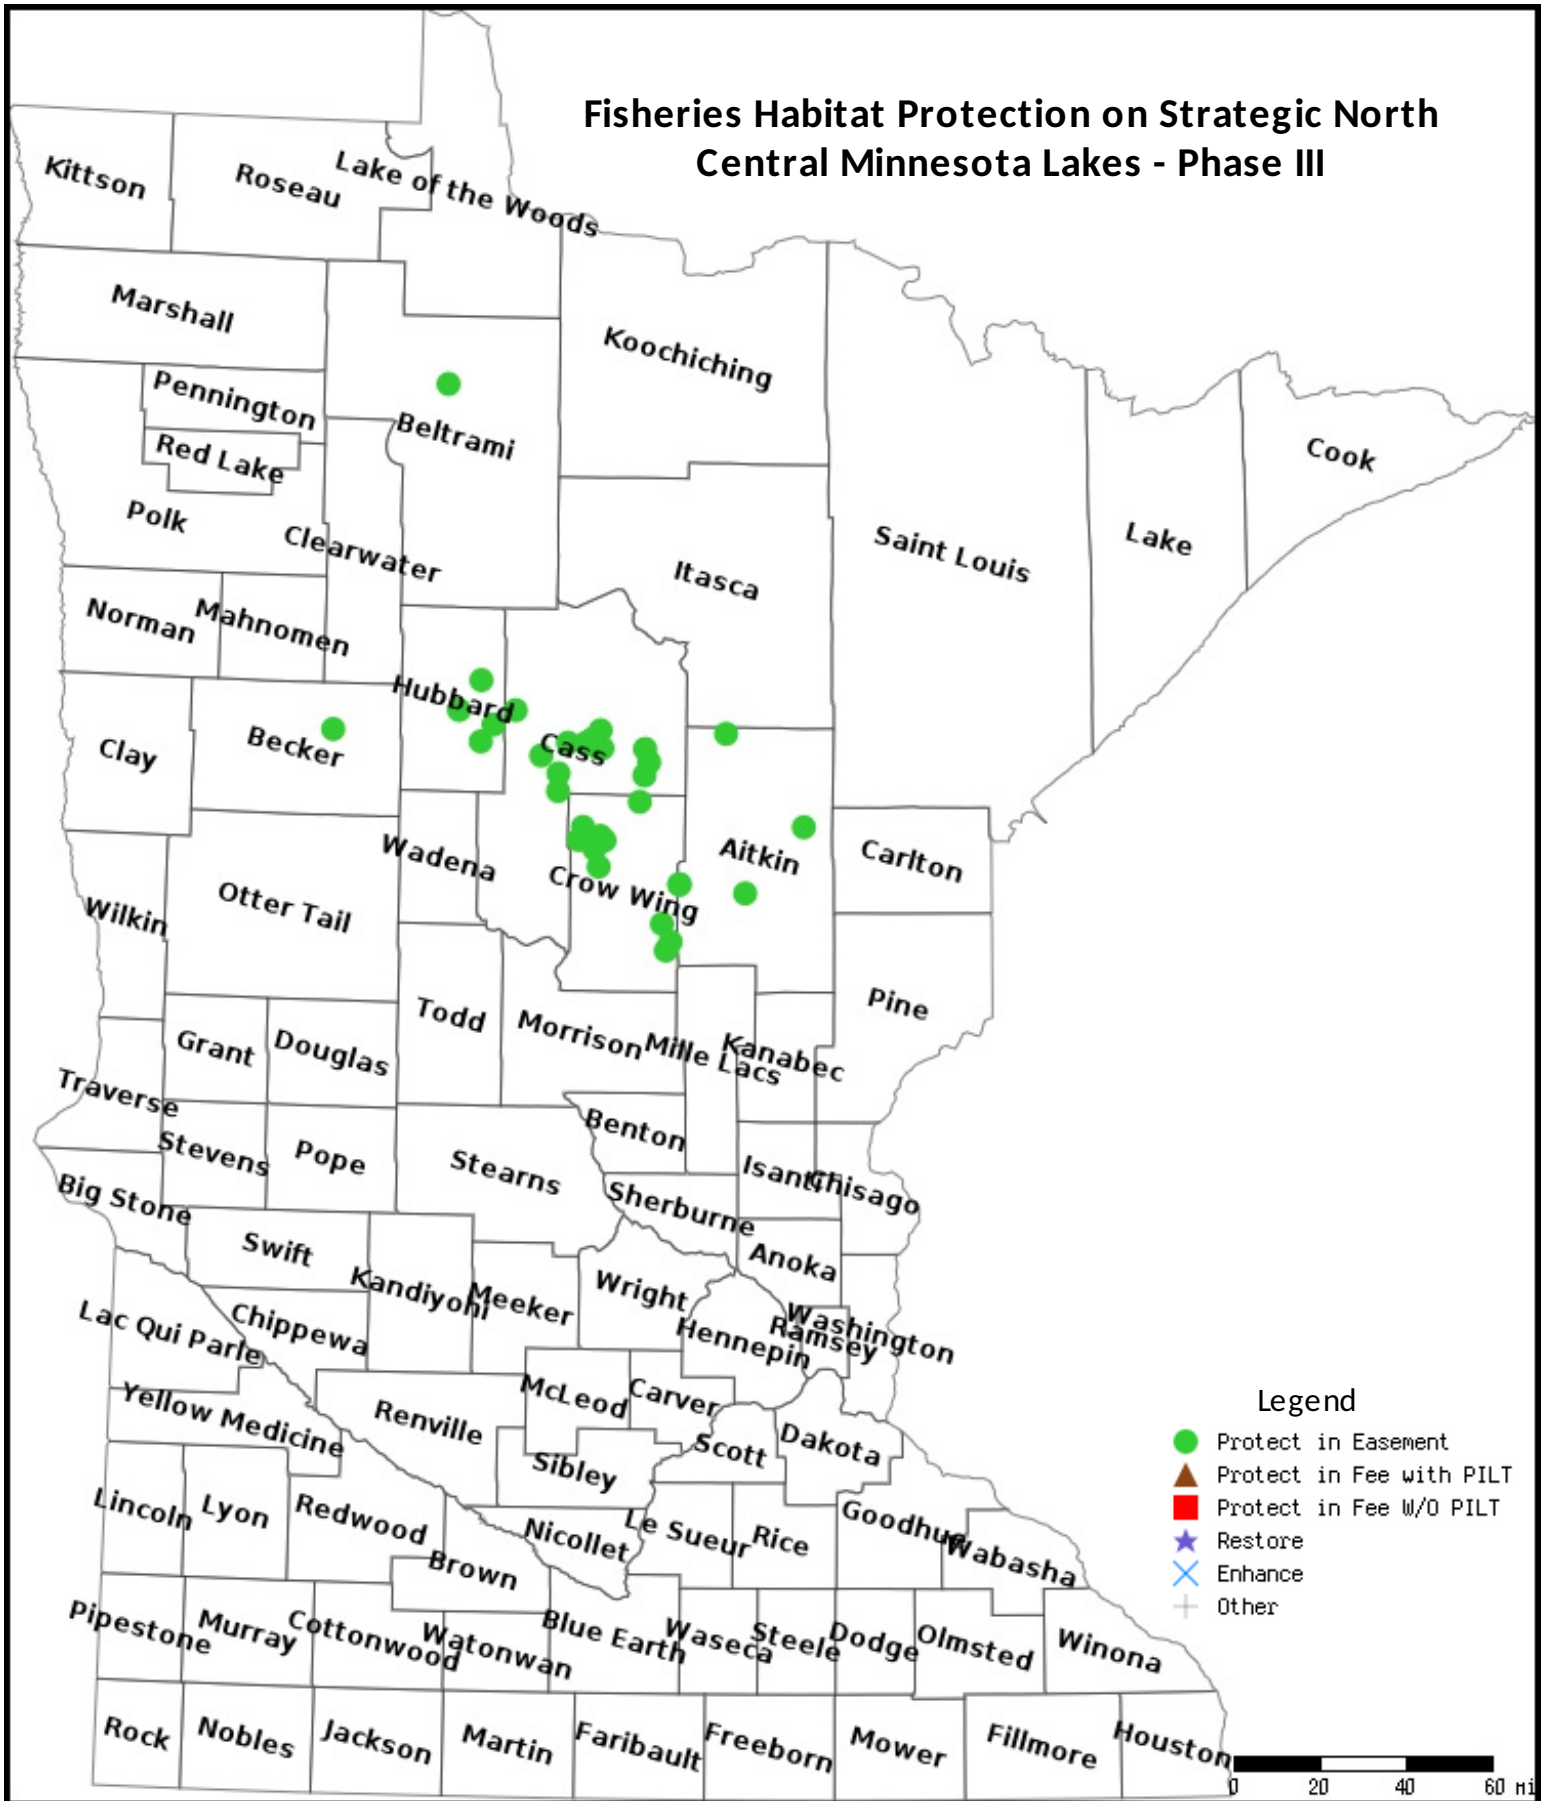 Fisheries Habitat Protection on Strategic North
Central Minnesota Lakes - Phase III
Kittson
Roseau
Lake of the Woods
Marshall
Koochiching
Pennington
Beltrami
Red Lake
Cook
Polk
Clearwater
Itasca
Saint Louis
Lake
Norman
Mahnomen
Hubbard
Clay
Becker
Cass
Wadena
Aitkin
Carlton
Otter Tail
Crow Wing
Wilkin
Todd
Morrison
Mille Lacs
Kanabec
Pine
Grant
Douglas
Traverse
Benton
Stevens
Pope
Stearns
Isanti
Chisago
Big Stone
Sherburne
Swift
Anoka
Kandiyohi
Meeker
Wright
Lac Qui Parle
Chippewa
Hennepin
Ramsey
Washington
Yellow Medicine
Renville
McLeod
Carver
Scott
Dakota
Sibley
Lincoln
Lyon
Redwood
Nicollet
Le Sueur
Rice
Goodhue
Wabasha
Brown
Pipestone
Murray
Cottonwood
Watonwan
Blue Earth
Waseca
Steele
Dodge
Olmsted
Winona
Rock
Nobles
Jackson
Martin
Faribault
Freeborn
Mower
Fillmore
Houston
Legend
Protect in Easement
Protect in Fee with PILT
Protect in Fee W/O PILT
Restore
Enhance
Other
0 20 40 60 mi